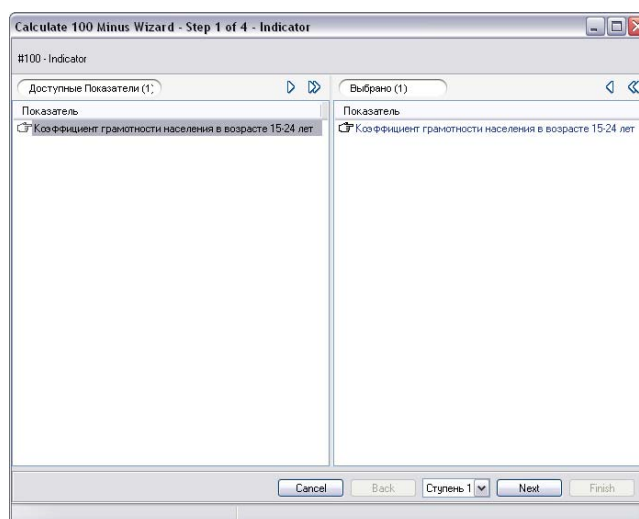 Calculate 100 Minus Wizard - Step 1 of 4 - Indicator
#100 - Indicator
Доступные Показатели (1)
Выбрано (1)
Показатель
Показатель
Коэффициент грамотности населения в возрасте 15-24 лет
Коэффициент грамотности населения в возрасте 15-24 лет
Cancel
Back
Ступень 1
Next
Finish